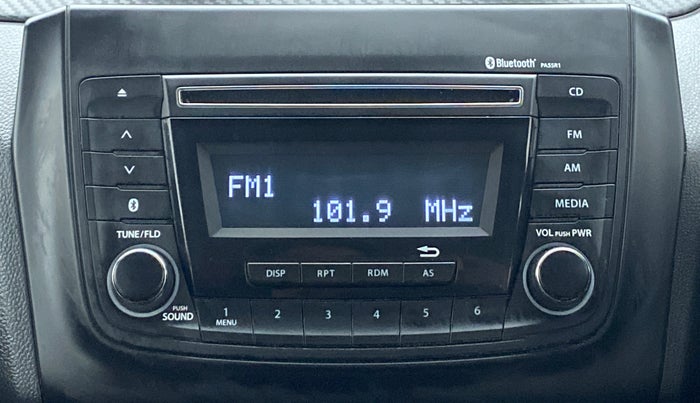 Bluetooth PASSR1
CD
FM
AM
MEDIA
FM1
101.9 MHz
TUNE/FLD
VOL PUSH PWR
DISP RPT RDM AS
PUSH SOUND
1 MENU 2 3 4 5 6